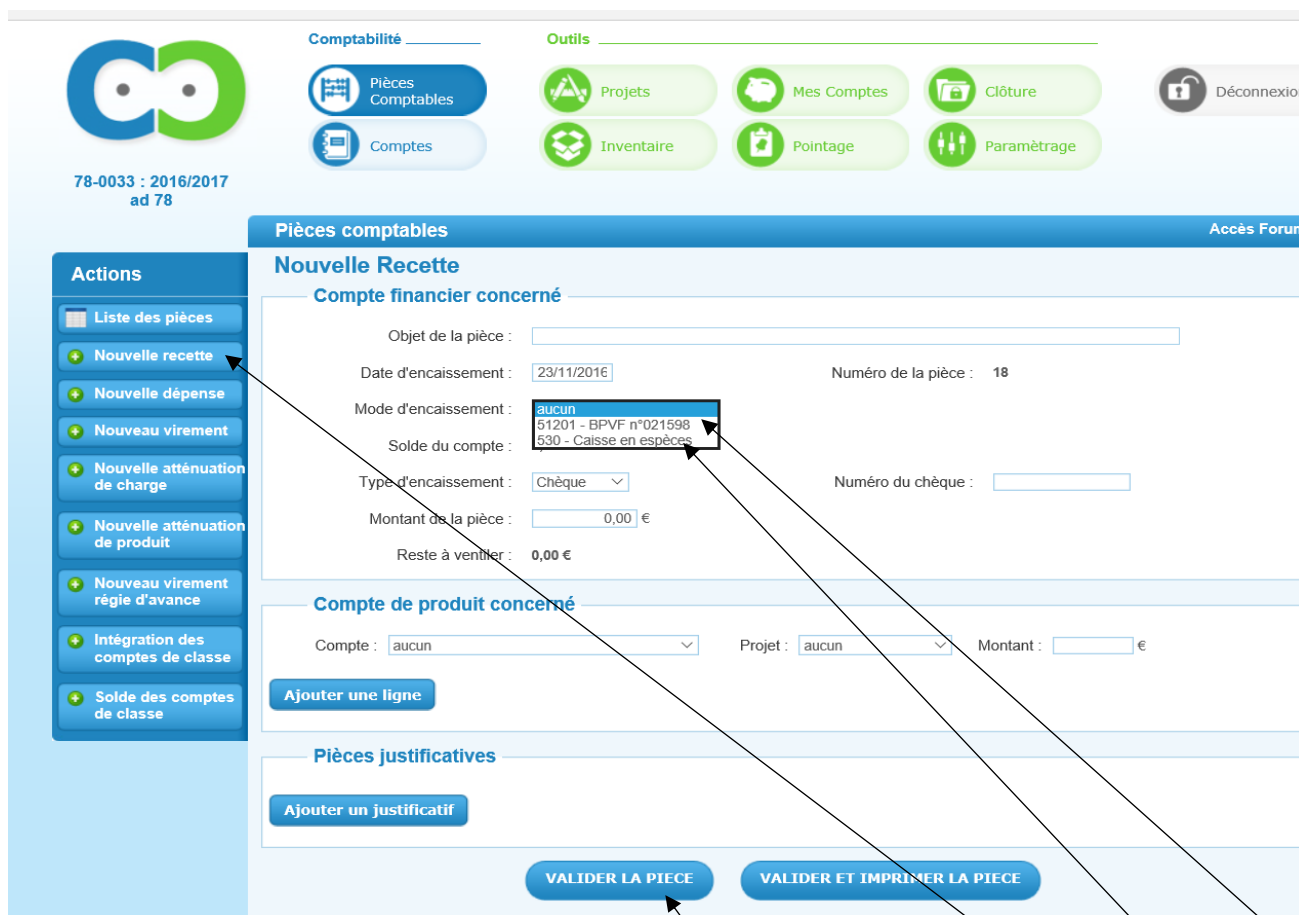 Comptabilité
Outils
Pièces
Comptables
Projets
Mes Comptes
Clôture
Déconnexion
Comptes
Inventaire
Pointage
Paramètrage
78-0033 : 2016/2017
ad 78
Pièces comptables
Accès Forum
Actions
Liste des pièces
Nouvelle recette
Nouvelle dépense
Nouveau virement
Nouvelle atténuation
de charge
Nouvelle atténuation
de produit
Nouveau virement
régie d'avance
Intégration des
comptes de classe
Solde des comptes
de classe
Nouvelle Recette
Compte financier concerné
Objet de la pièce :
Date d'encaissement : 23/11/2016 Numéro de la pièce : 18
Mode d'encaissement : aucun
51201 - BPVF n°021598
530 - Caisse en espèces
Solde du compte :
Type d'encaissement : Chèque Numéro du chèque :
Montant de la pièce : 0,00 €
Reste à ventiler : 0,00 €
Compte de produit concerné
Compte : aucun Projet : aucun Montant : €
Ajouter une ligne
Pièces justificatives
Ajouter un justificatif
VALIDER LA PIECE VALIDER ET IMPRIMER LA PIECE